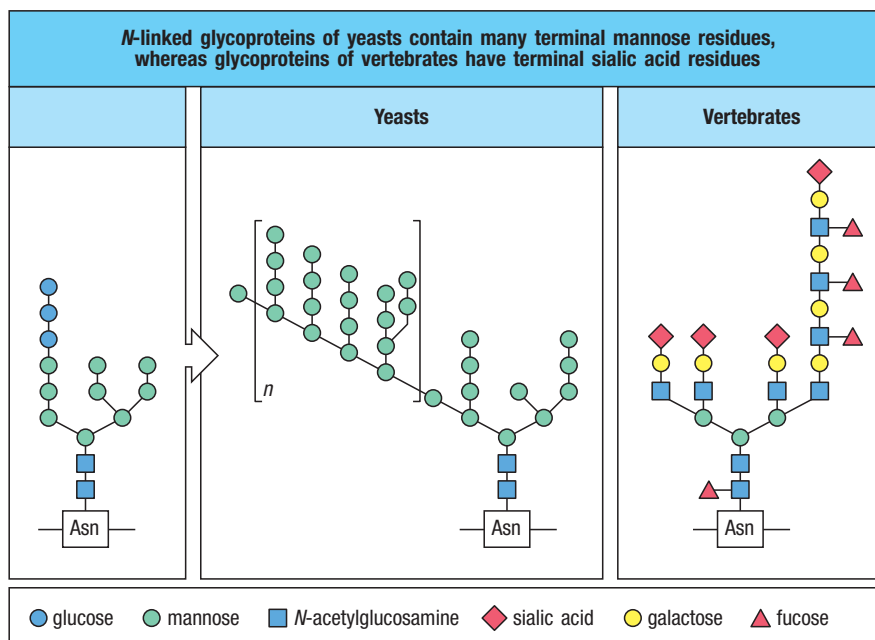 N-linked glycoproteins of yeasts contain many terminal mannose residues,
whereas glycoproteins of vertebrates have terminal sialic acid residues
Yeasts
Vertebrates
n
Asn
Asn
Asn
glucose
mannose
N-acetylglucosamine
sialic acid
galactose
fucose